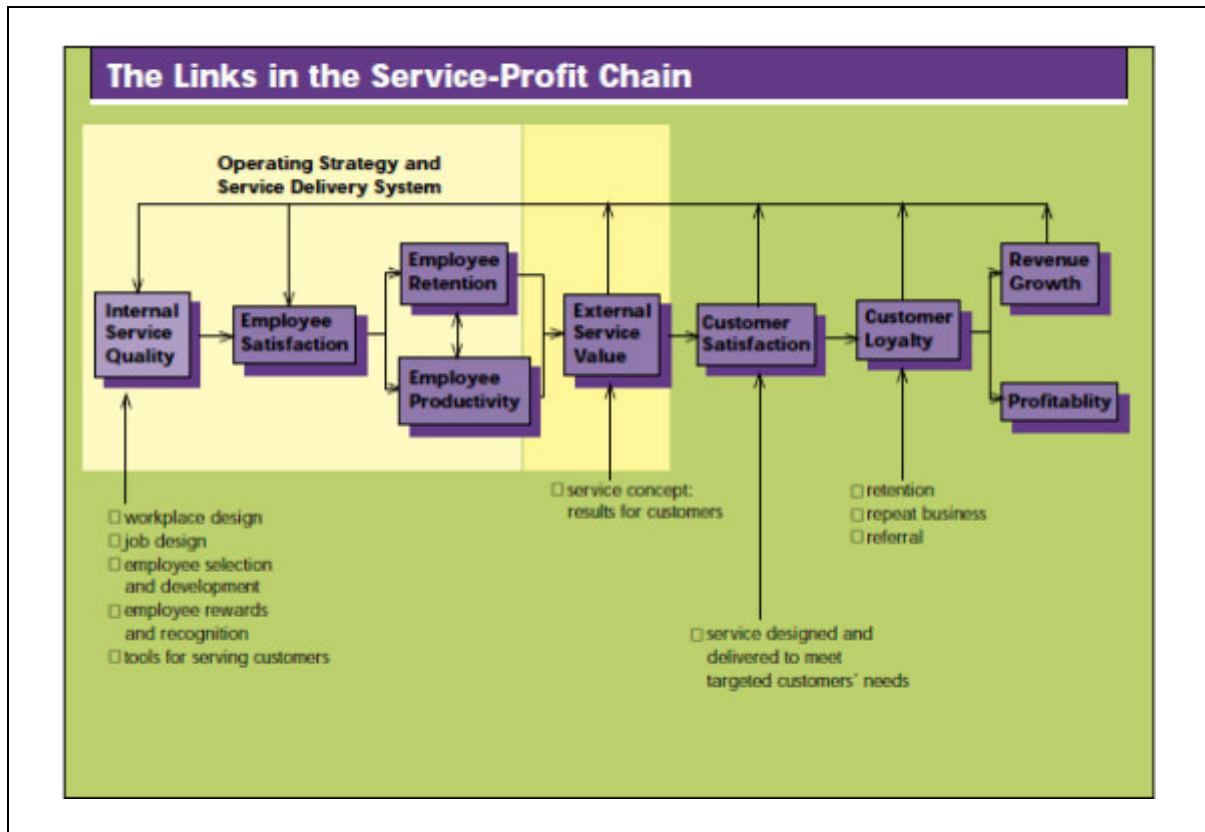 The Links in the Service-Profit Chain
Operating Strategy and
Service Delivery System
Internal
Service
Quality
Employee
Satisfaction
Employee
Retention
Employee
Productivity
External
Service
Value
Customer
Satisfaction
Customer
Loyalty
Revenue
Growth
Profitablity
□ workplace design
□ job design
□ employee selection
and development
□ employee rewards
and recognition
□ tools for serving customers
□ service concept:
results for customers
□ service designed and
delivered to meet
targeted customers' needs
□ retention
□ repeat business
□ referral